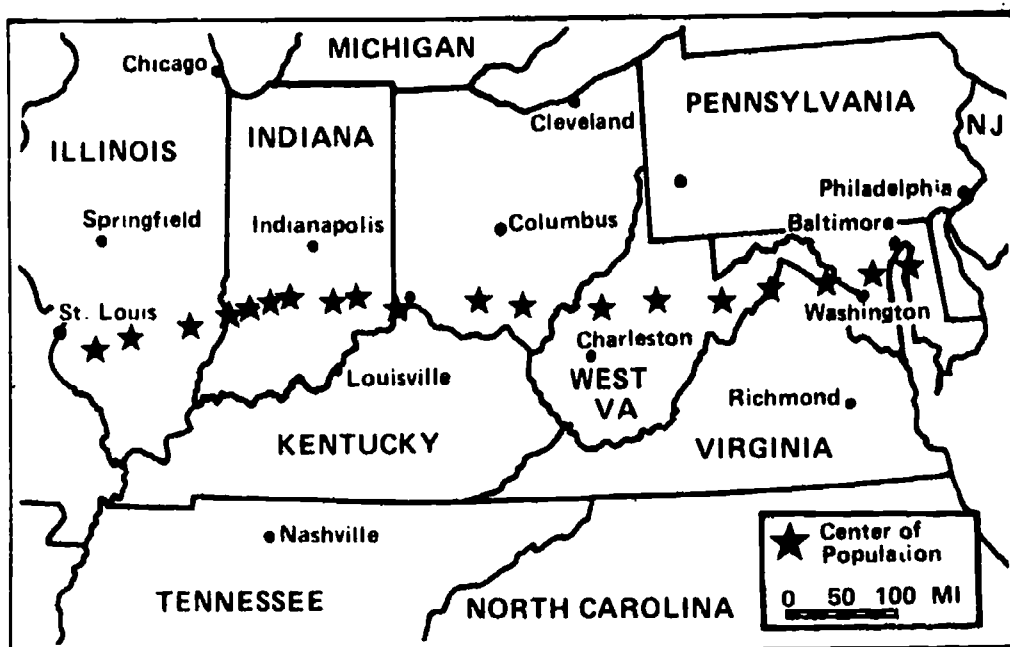 MICHIGAN
Chicago
PENNSYLVANIA
Cleveland
INDIANA
NJ
ILLINOIS
Philadelphia
Springfield
Indianapolis
Columbus
Baltimore
St. Louis
Washington
Charleston
Louisville
WEST
VA
Richmond
KENTUCKY
VIRGINIA
Nashville
Center of
Population
TENNESSEE
NORTH CAROLINA
0 50 100 MI